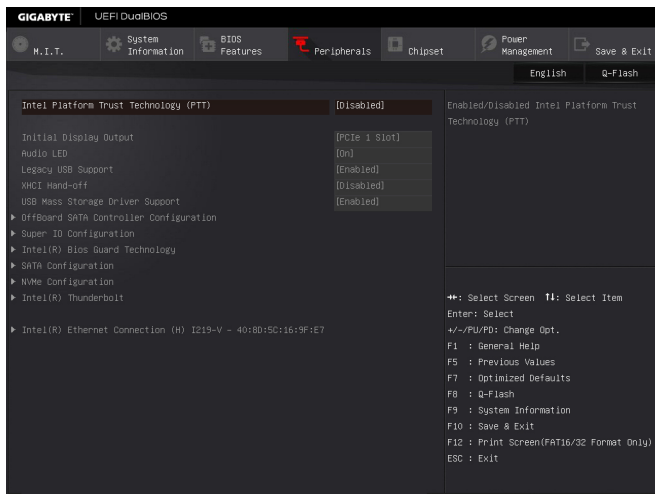 GIGABYTE™ UEFI DualBIOS
M.I.T.
System Information
BIOS Features
Peripherals
Chipset
Power Management
Save & Exit
English
Q-Flash
Intel Platform Trust Technology (PTT) [Disabled]
Initial Display Output [PCIe 1 Slot]
Audio LED [On]
Legacy USB Support [Enabled]
XHCI Hand-off [Disabled]
USB Mass Storage Driver Support [Enabled]
OffBoard SATA Controller Configuration
Super IO Configuration
Intel(R) Bios Guard Technology
SATA Configuration
NVMe Configuration
Intel(R) Thunderbolt
Intel(R) Ethernet Connection (H) I219-V - 40:8D:5C:16:9F:E7
Enabled/Disabled Intel Platform Trust
Technology (PTT)
→←: Select Screen ↑↓: Select Item
Enter: Select
+/-/PU/PD: Change Opt.
F1 : General Help
F5 : Previous Values
F7 : Optimized Defaults
F8 : Q-Flash
F9 : System Information
F10 : Save & Exit
F12 : Print Screen(FAT16/32 Format Only)
ESC : Exit